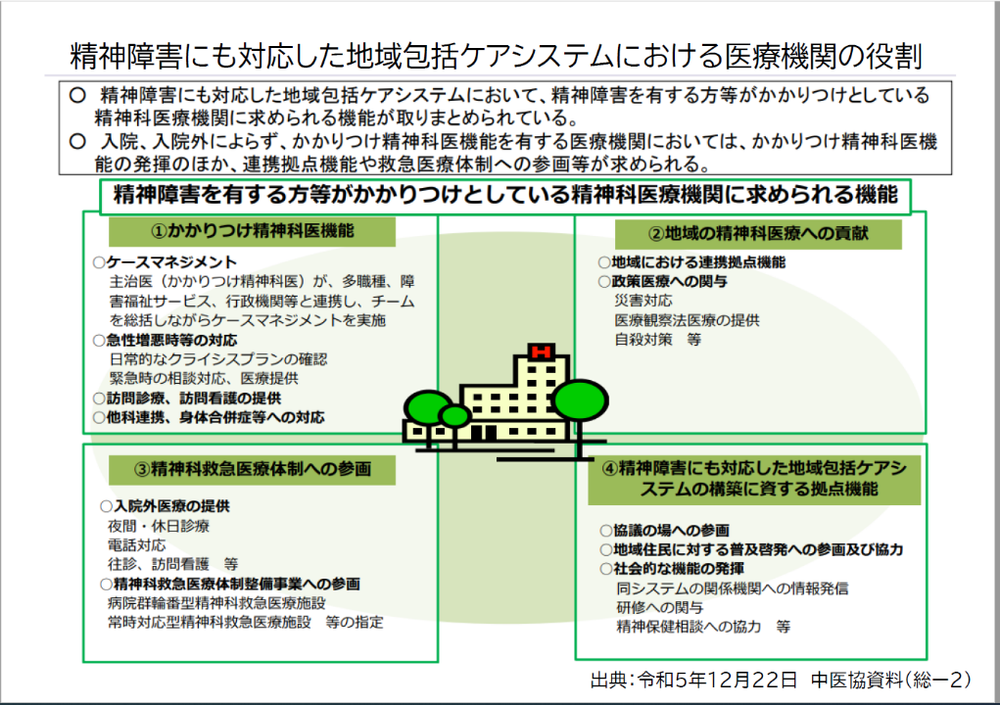 精神障害にも対応した地域包括ケアシステムにおける医療機関の役割
○ 精神障害にも対応した地域包括ケアシステムにおいて、精神障害を有する方等がかかりつけとしている
精神科医療機関に求められる機能が取りまとめられている。
○ 入院、入院外によらず、かかりつけ精神科医機能を有する医療機関においては、かかりつけ精神科医機
能の発揮のほか、連携拠点機能や救急医療体制への参画等が求められる。
精神障害を有する方等がかかりつけとしている精神科医療機関に求められる機能
①かかりつけ精神科医機能
○ケースマネジメント
主治医（かかりつけ精神科医）が、多職種、障
害福祉サービス、行政機関等と連携し、チーム
を総括しながらケースマネジメントを実施
○急性増悪時等の対応
日常的なクライシスプランの確認
緊急時の相談対応、医療提供
○訪問診療、訪問看護の提供
○他科連携、身体合併症等への対応
②地域の精神科医療への貢献
○地域における連携拠点機能
○政策医療への関与
災害対応
医療観察法医療の提供
自殺対策 等
H
③精神科救急医療体制への参画
○入院外医療の提供
夜間・休日診療
電話対応
往診、訪問看護 等
○精神科救急医療体制整備事業への参画
病院群輪番型精神科救急医療施設
常時対応型精神科救急医療施設 等の指定
④精神障害にも対応した地域包括ケアシ
ステムの構築に資する拠点機能
○協議の場への参画
○地域住民に対する普及啓発への参画及び協力
○社会的な機能の発揮
同システムの関係機関への情報発信
研修への関与
精神保健相談への協力 等
出典：令和5年12月22日 中医協資料（総－2）